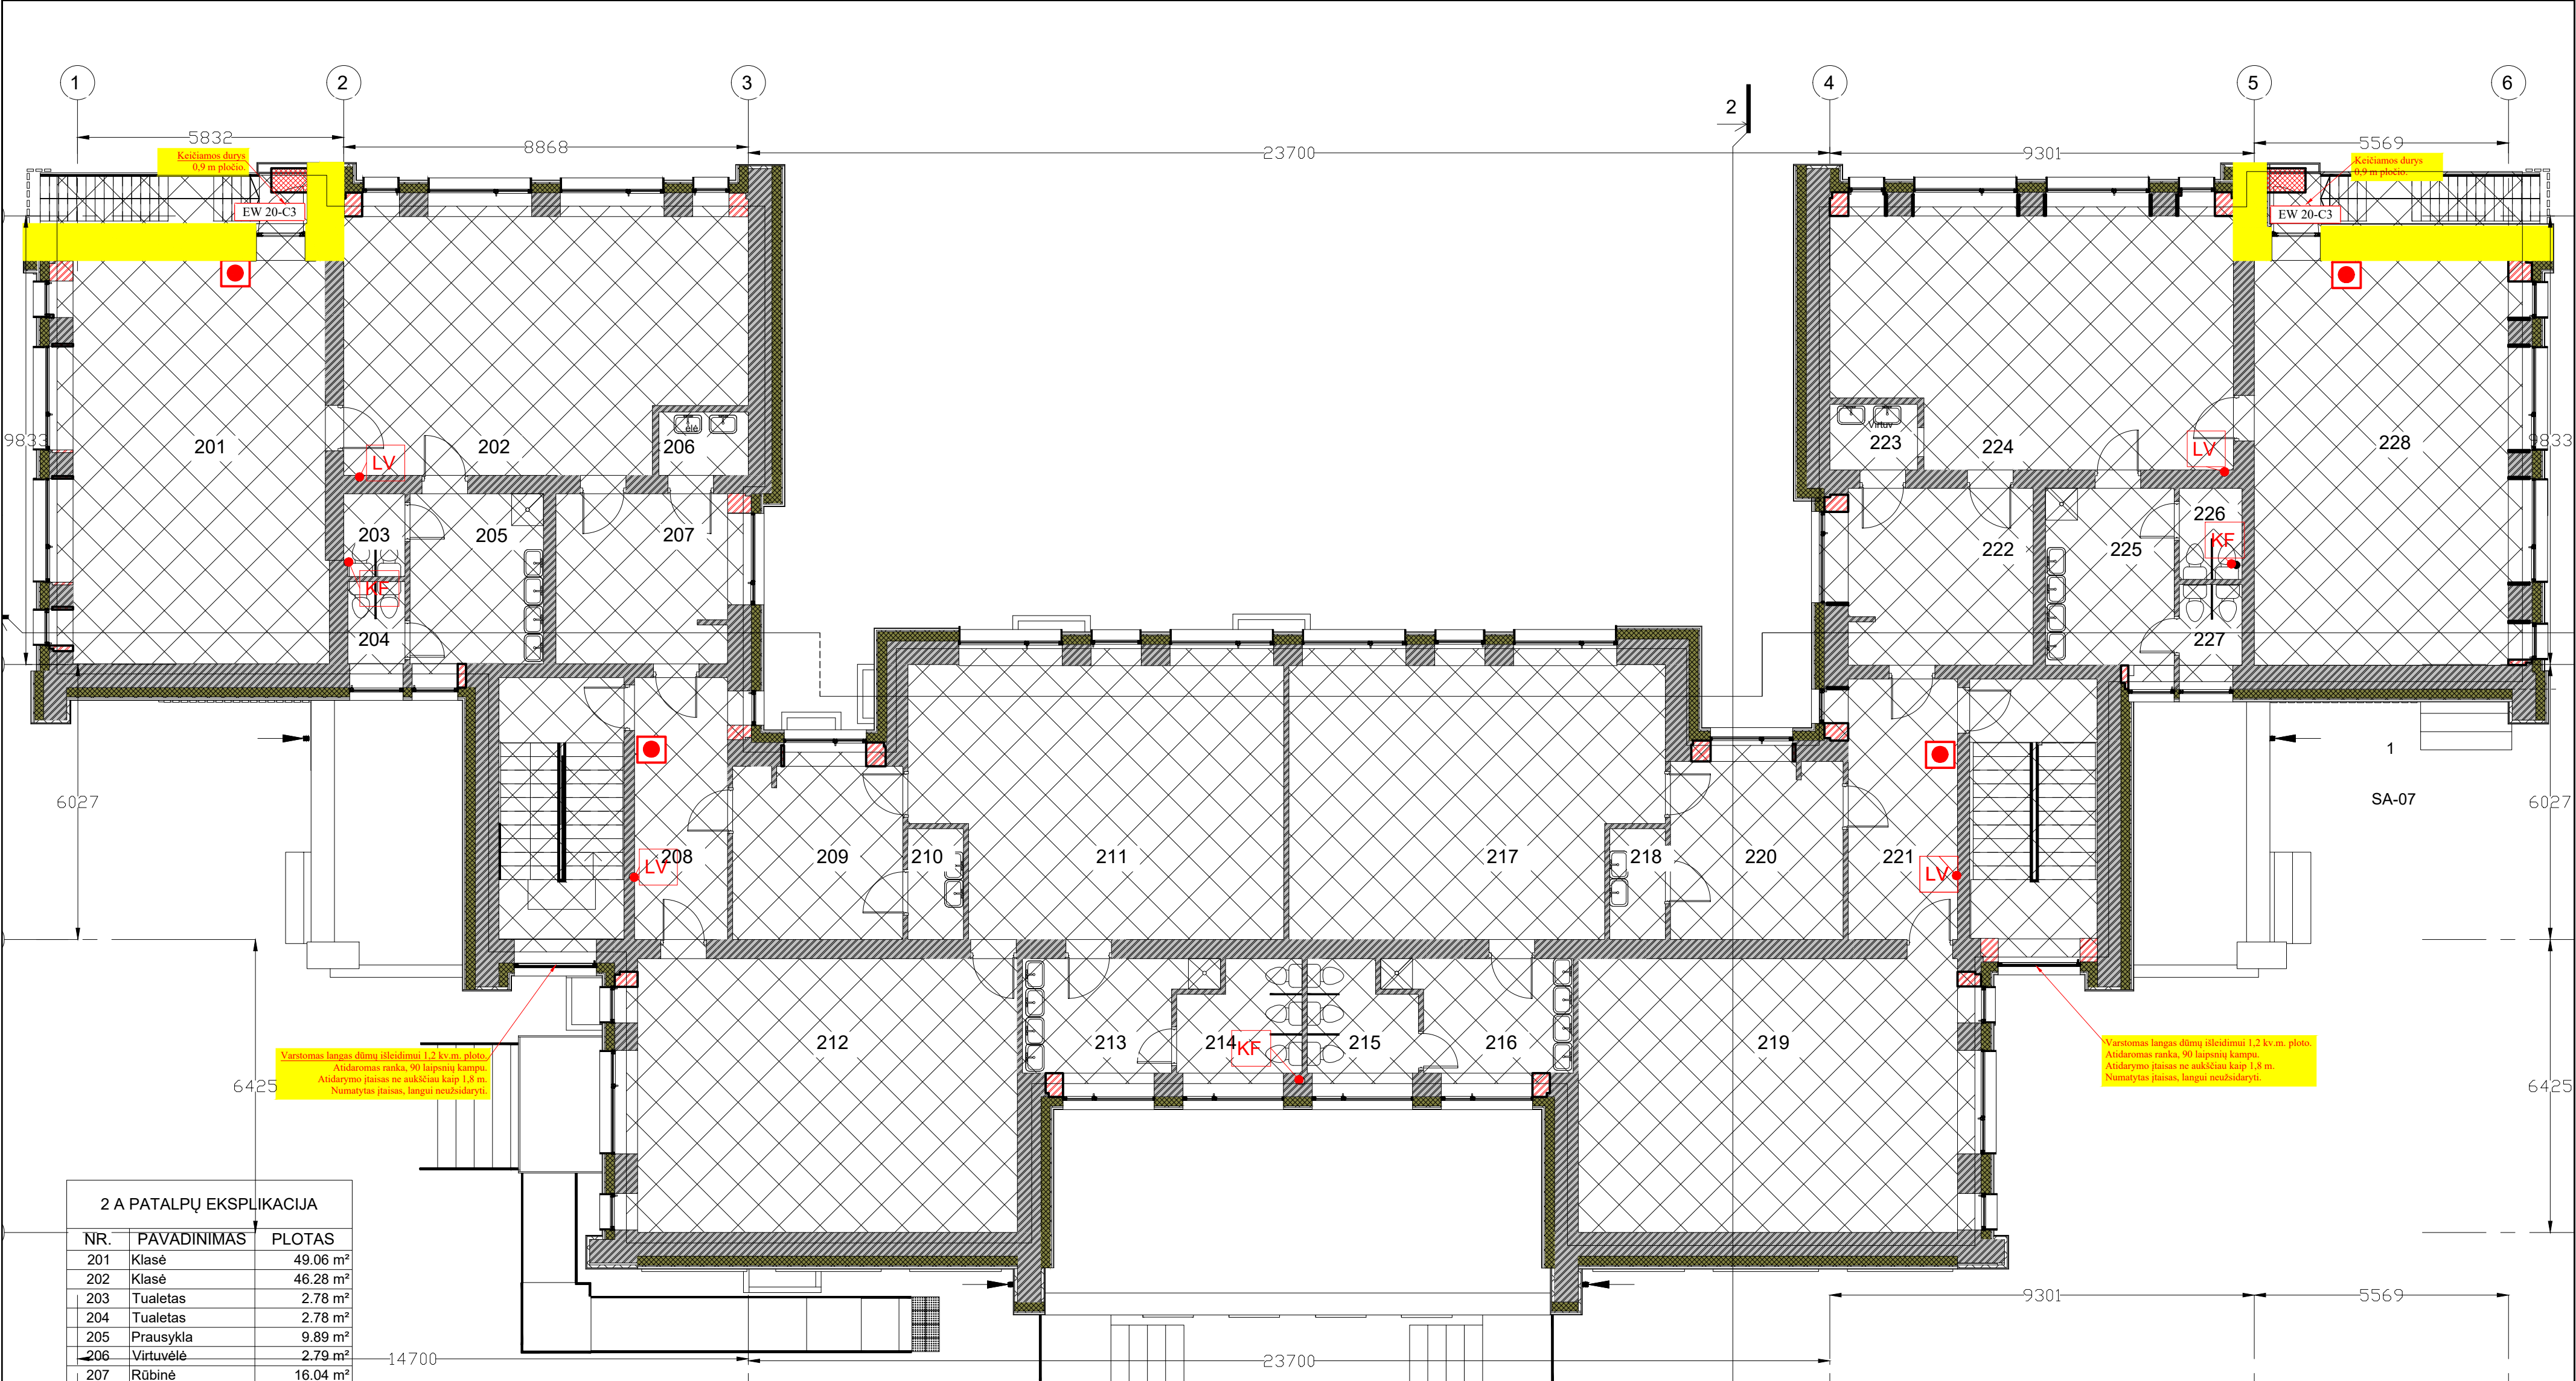 1
2
3
4
5
6
2
5832
8868
23700
9301
5569
Keičiamos durys
0,9 m pločio.
EW 20-C3
Keičiamos durys
0,9 m pločio.
EW 20-C3
9833
201
202
206
LV
203
KF
204
205
207
Virtuv
223
224
LV
228
9833
222
225
226
KF
227
6027
208
LV
209
210
211
217
218
220
221
LV
1
SA-07
6027
212
213
214
KF
215
216
219
Varstomas langas dūmų išleidimui 1,2 kv.m. ploto.
Atidaromas ranka, 90 laipsnių kampu.
Atidarymo įtaisas ne aukščiau kaip 1,8 m.
Numatytas įtaisas, langui neužsidaryti.
Varstomas langas dūmų išleidimui 1,2 kv.m. ploto.
Atidaromas ranka, 90 laipsnių kampu.
Atidarymo įtaisas ne aukščiau kaip 1,8 m.
Numatytas įtaisas, langui neužsidaryti.
6425
6425
2 A PATALPŲ EKSPLIKACIJA
NR. PAVADINIMAS PLOTAS
201 Klasė 49.06 m²
202 Klasė 46.28 m²
203 Tualetas 2.78 m²
204 Tualetas 2.78 m²
205 Prausykla 9.89 m²
206 Virtuvėlė 2.79 m²
207 Rūbinė 16.04 m²
14700
23700
9301
5569